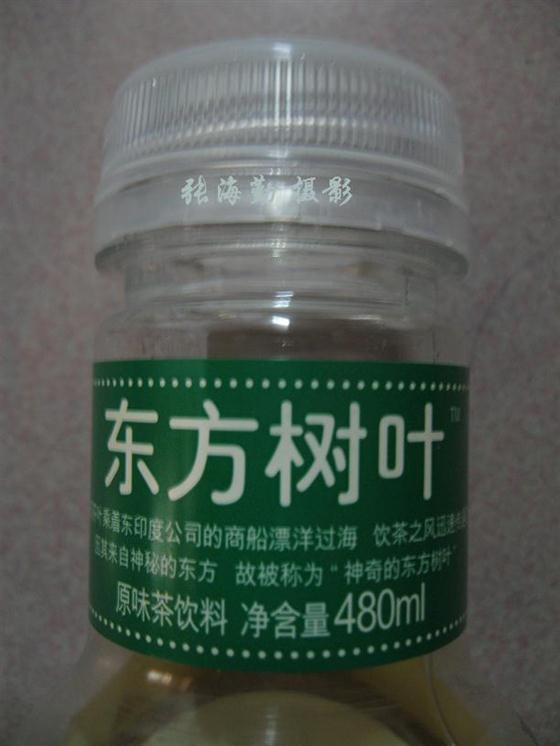 张海勤 摄影
东方树叶 TM
叶乘着东印度公司的商船漂洋过海 饮茶之风迅速
因其来自神秘的东方 故被称为“神奇的东方树叶”
原味茶饮料 净含量480ml